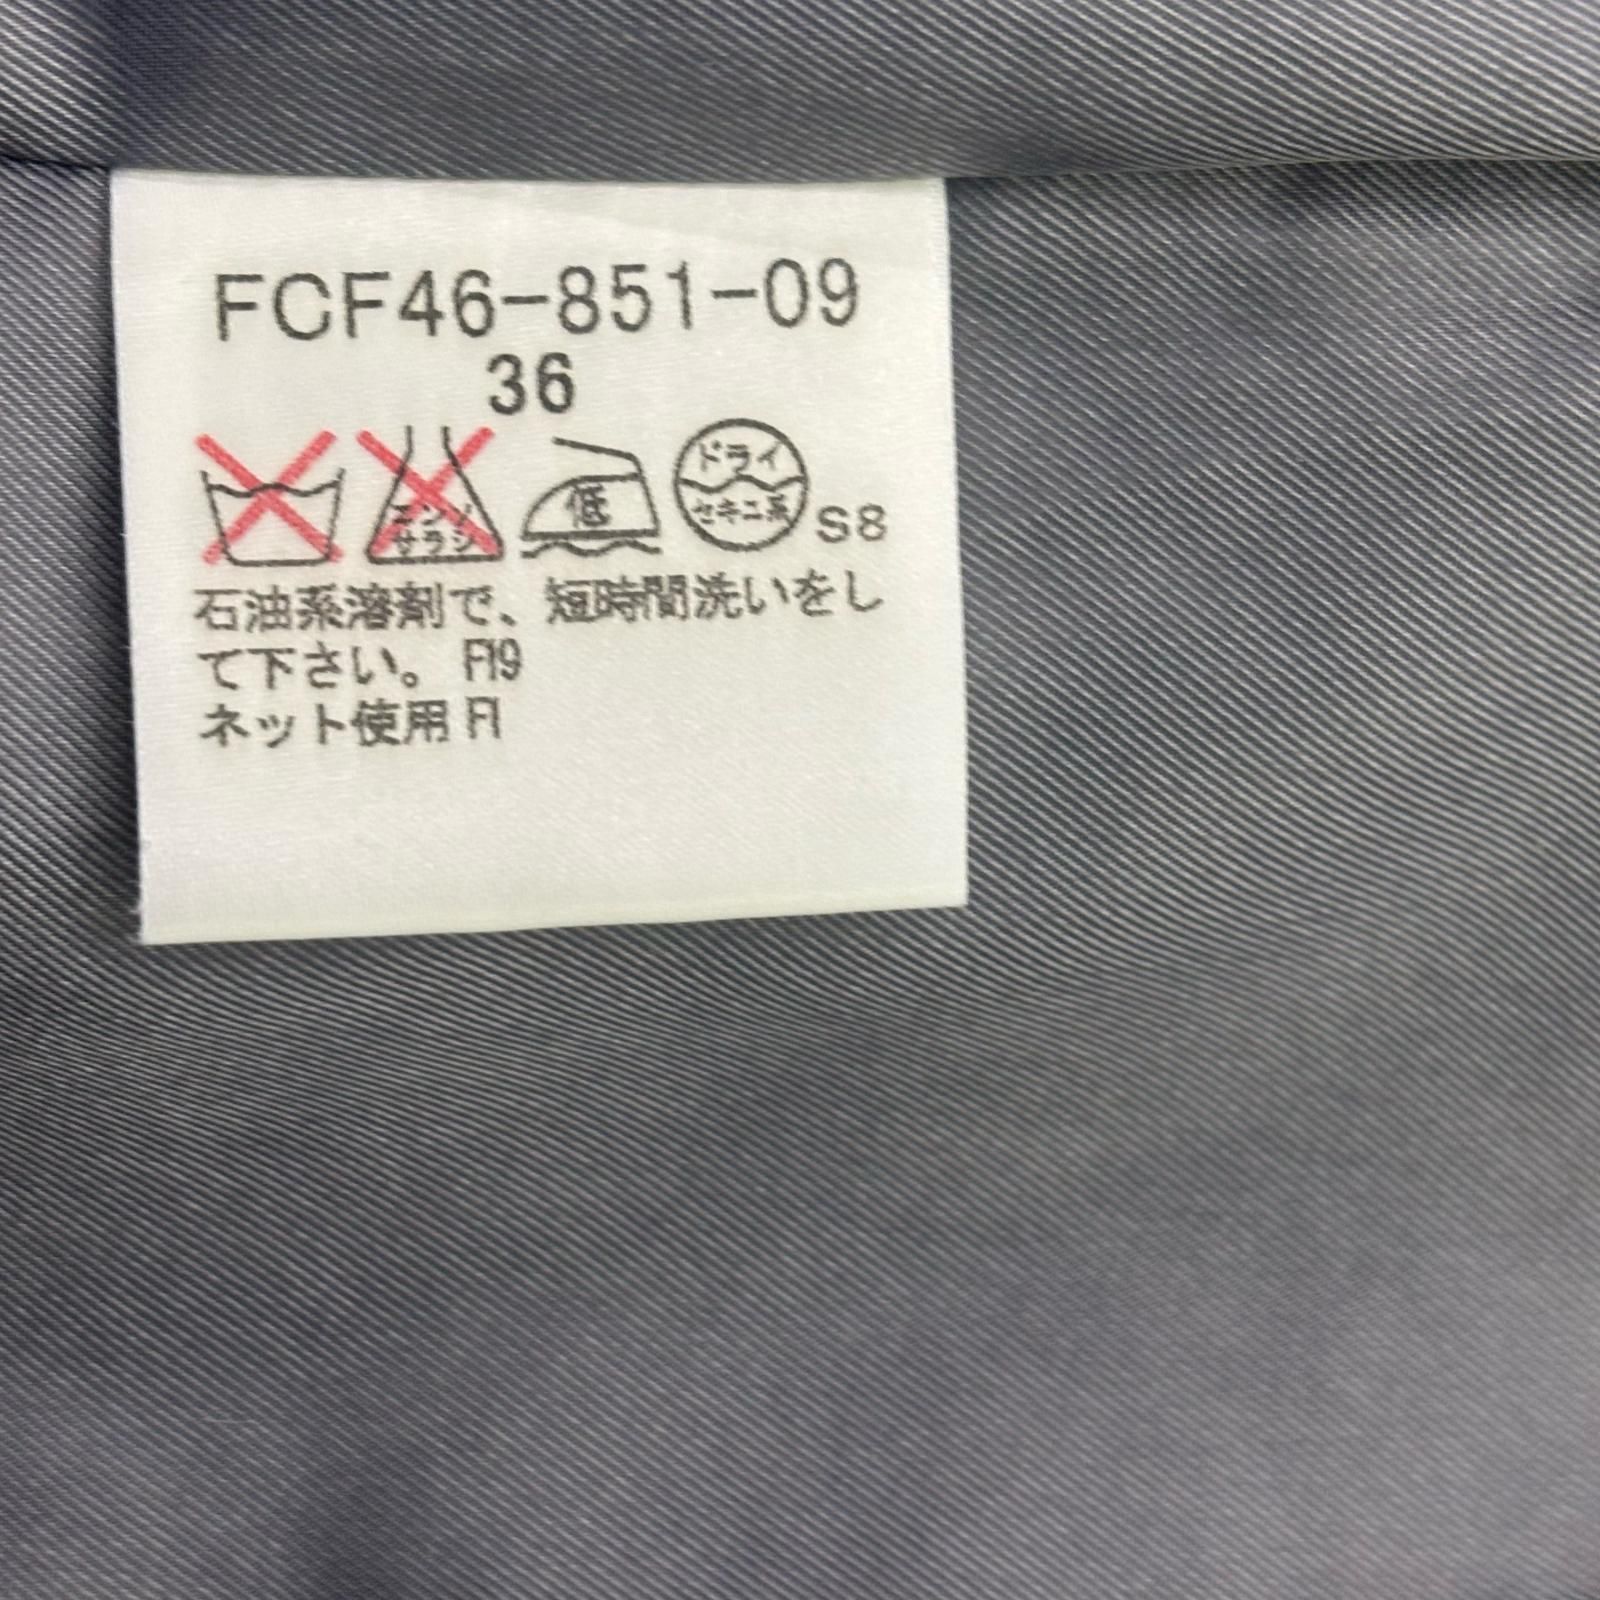 FCF46-851-09
36
エンソ
サラシ
低
ドライ
セキユ系
S8
石油系溶剤で、短時間洗いをし
て下さい。 F19
ネット使用 F1